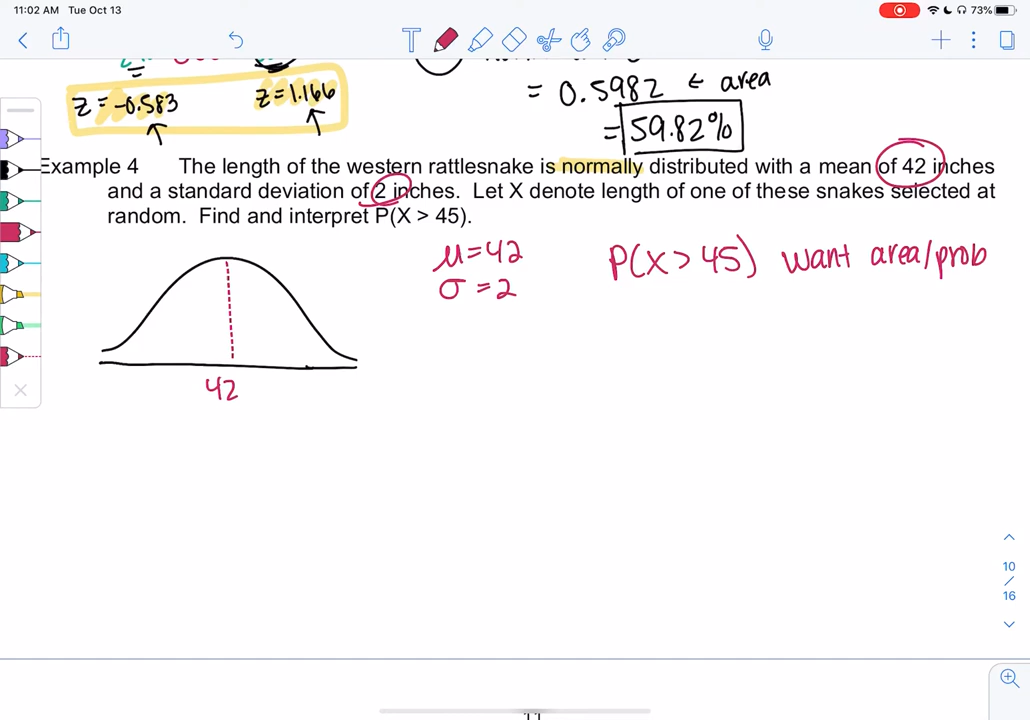 11:02 AM Tue Oct 13
73%
T
z = -0.583
z = 1.166
= 0.5982 ← area
= 59.82%
Example 4 The length of the western rattlesnake is normally distributed with a mean of 42 inches
and a standard deviation of 2 inches. Let X denote length of one of these snakes selected at
random. Find and interpret P(X > 45).
μ = 42
σ = 2
P(X > 45) want area/prob
42
10
/
16